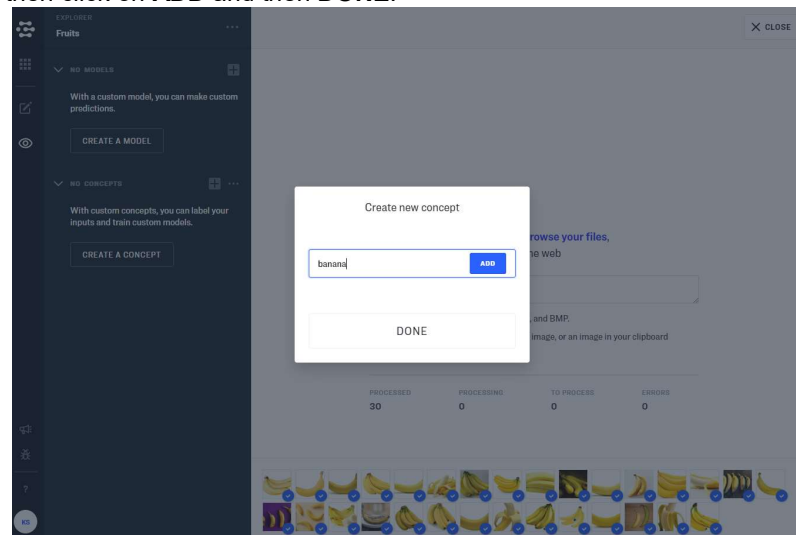 then click on ADD and then DONE.
EXPLORER
Fruits
CLOSE
NO MODELS
With a custom model, you can make custom
predictions.
CREATE A MODEL
NO CONCEPTS
With custom concepts, you can label your
inputs and train custom models.
CREATE A CONCEPT
Create new concept
banana
ADD
DONE
rowse your files,
he web
, and BMP.
image, or an image in your clipboard
PROCESSED PROCESSING TO PROCESS ERRORS
30 0 0 0
?
KS